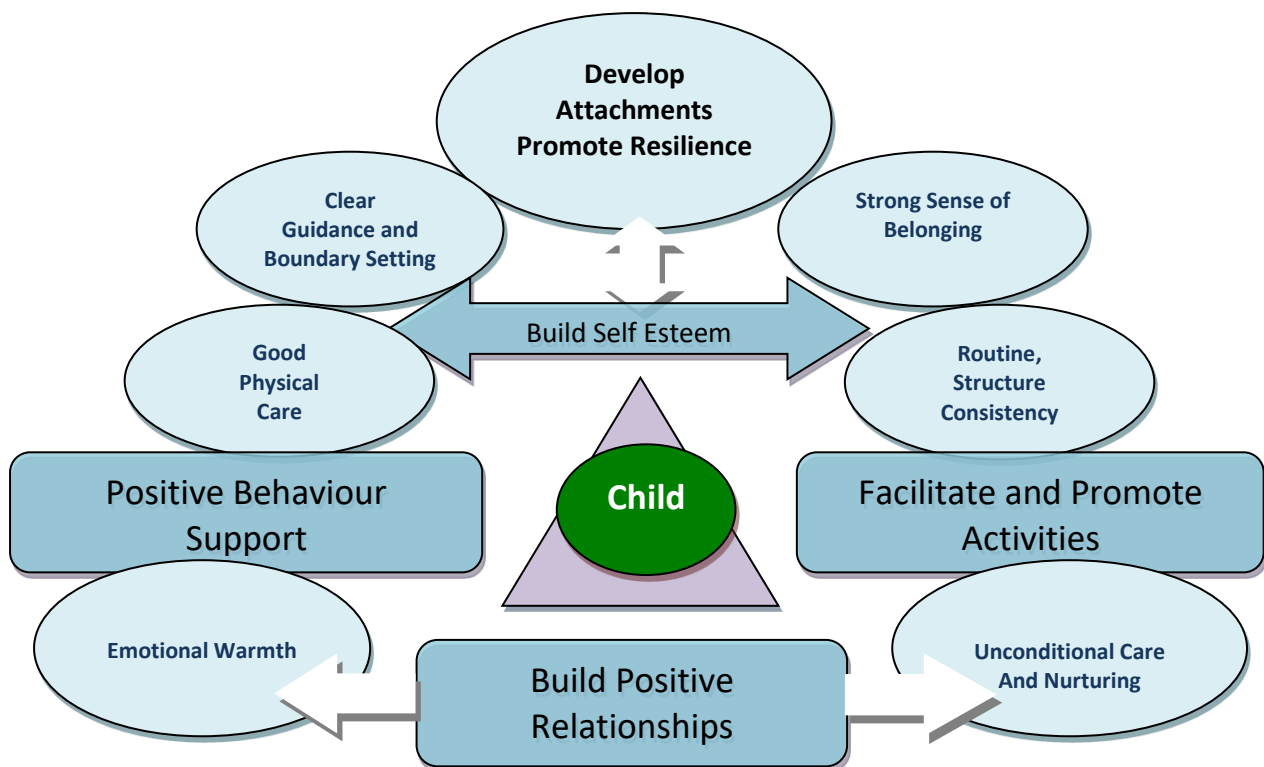 Develop
Attachments
Promote Resilience
Clear
Guidance and
Boundary Setting
Strong Sense of
Belonging
Build Self Esteem
Good
Physical
Care
Routine,
Structure
Consistency
Child
Positive Behaviour
Support
Facilitate and Promote
Activities
Emotional Warmth
Build Positive
Relationships
Unconditional Care
And Nurturing